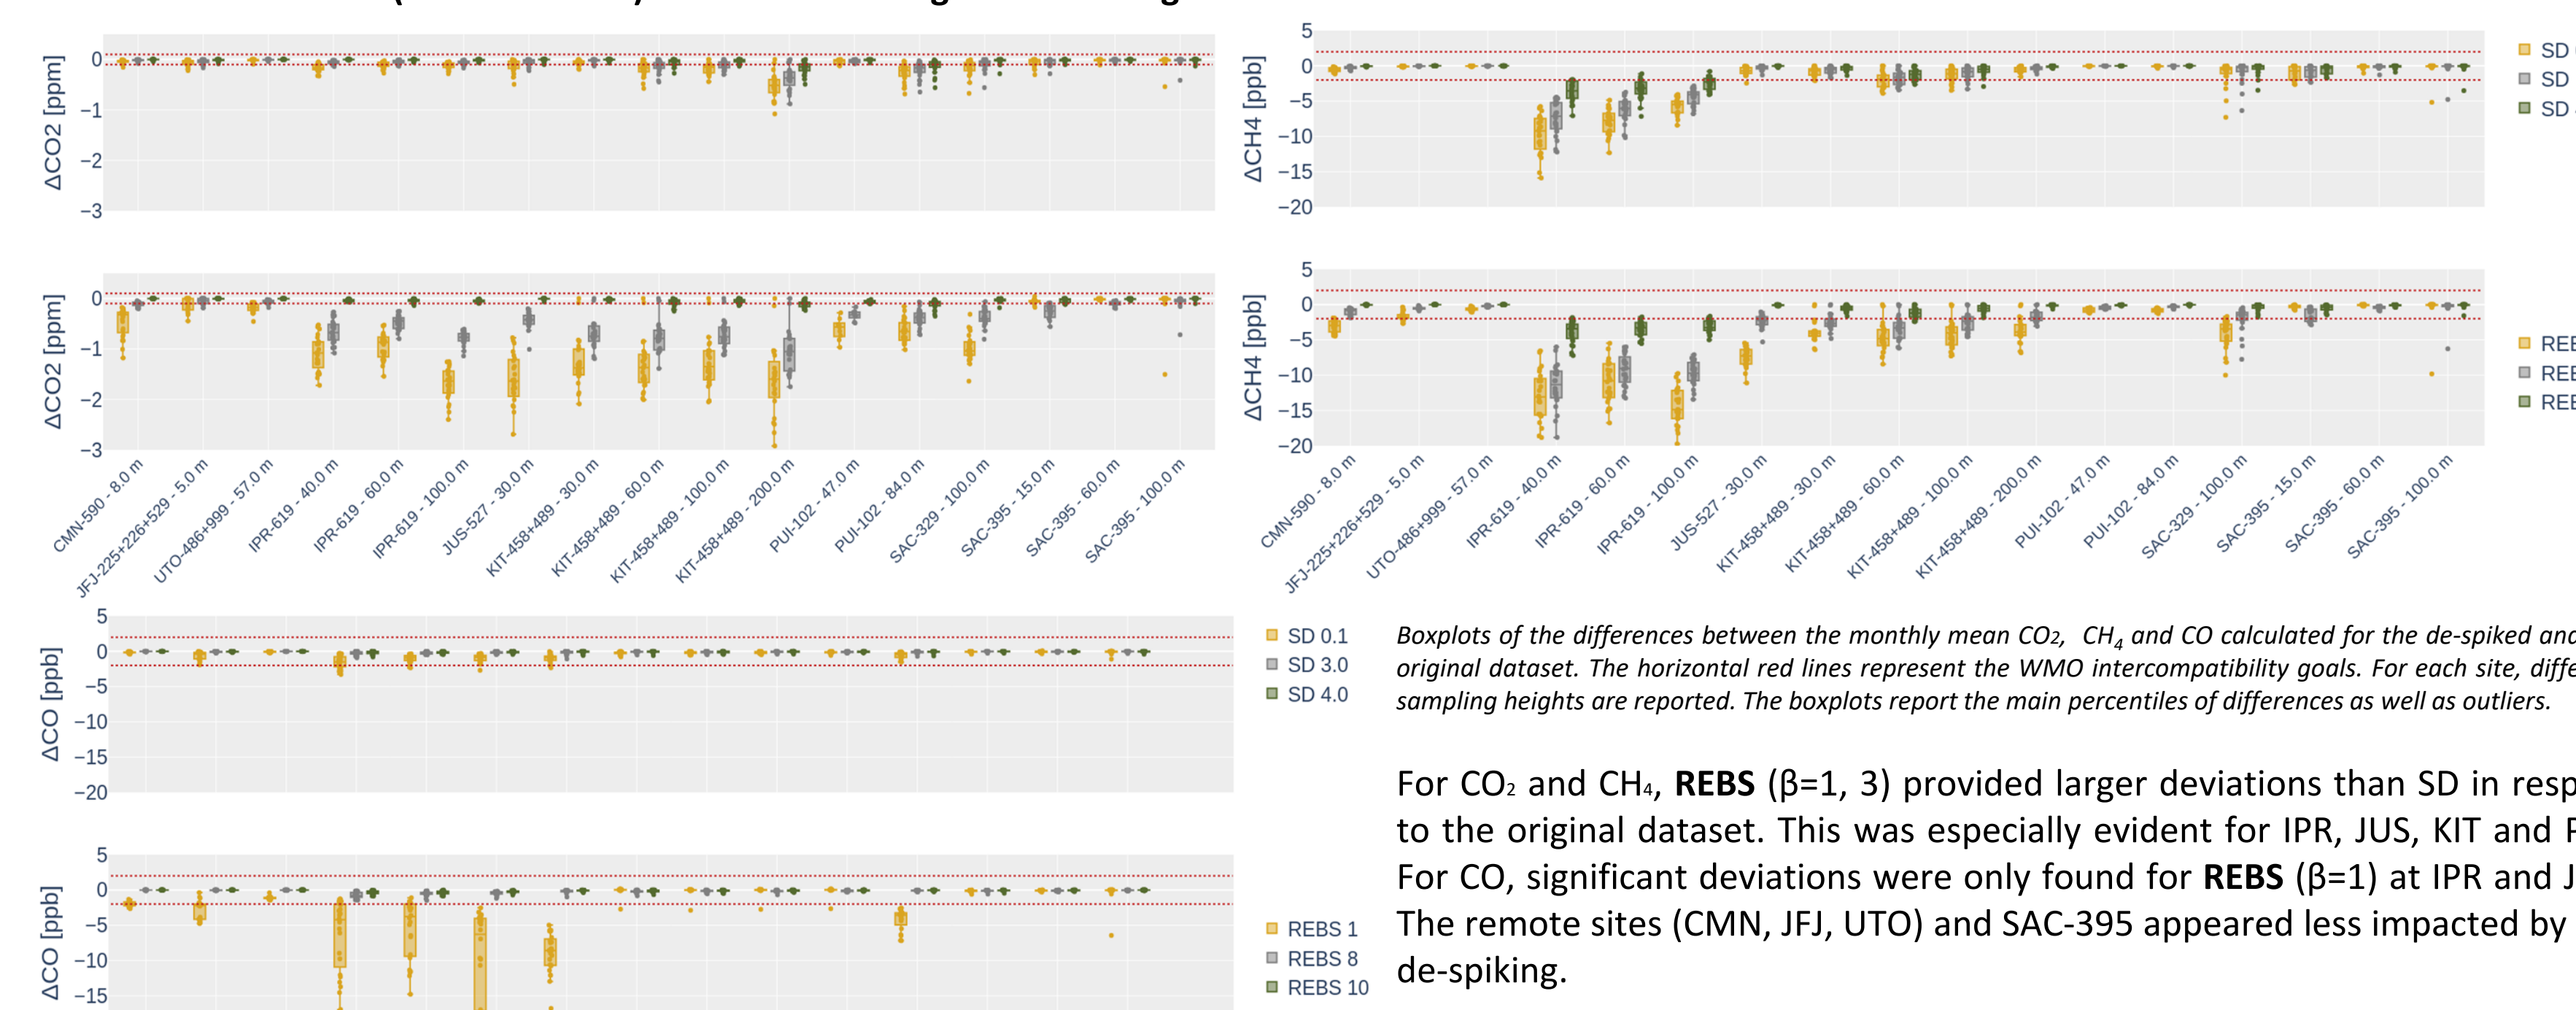 ΔCO2 [ppm]
0
−1
−2
−3
ΔCH4 [ppb]
5
0
−5
−10
−15
−20
SD
SD
SD
ΔCO2 [ppm]
0
−1
−2
−3
CMN-590 - 8.0 m
JFJ-225+226+529 - 5.0 m
UTO-486+999 - 57.0 m
IPR-619 - 40.0 m
IPR-619 - 60.0 m
IPR-619 - 100.0 m
JUS-527 - 30.0 m
KIT-458+489 - 30.0 m
KIT-458+489 - 60.0 m
KIT-458+489 - 100.0 m
KIT-458+489 - 200.0 m
PUI-102 - 47.0 m
PUI-102 - 84.0 m
SAC-329 - 100.0 m
SAC-395 - 15.0 m
SAC-395 - 60.0 m
SAC-395 - 100.0 m
ΔCH4 [ppb]
5
0
−5
−10
−15
−20
CMN-590 - 8.0 m
JFJ-225+226+529 - 5.0 m
UTO-486+999 - 57.0 m
IPR-619 - 40.0 m
IPR-619 - 60.0 m
IPR-619 - 100.0 m
JUS-527 - 30.0 m
KIT-458+489 - 30.0 m
KIT-458+489 - 60.0 m
KIT-458+489 - 100.0 m
KIT-458+489 - 200.0 m
PUI-102 - 47.0 m
PUI-102 - 84.0 m
SAC-329 - 100.0 m
SAC-395 - 15.0 m
SAC-395 - 60.0 m
SAC-395 - 100.0 m
ΔCO [ppb]
5
0
−5
−10
−15
−20
SD 0.1
SD 3.0
SD 4.0
ΔCO [ppb]
5
0
−5
−10
−15
REBS 1
REBS 8
REBS 10
Boxplots of the differences between the monthly mean CO2, CH4 and CO calculated for the de-spiked and
original dataset. The horizontal red lines represent the WMO intercompatibility goals. For each site,
sampling heights are reported. The boxplots report the main percentiles of differences as well as outliers.
For CO2 and CH4, REBS (β=1, 3) provided larger deviations than SD in
to the original dataset. This was especially evident for IPR, JUS, KIT and
For CO, significant deviations were only found for REBS (β=1) at IPR and
The remote sites (CMN, JFJ, UTO) and SAC-395 appeared less impacted by
de-spiking.